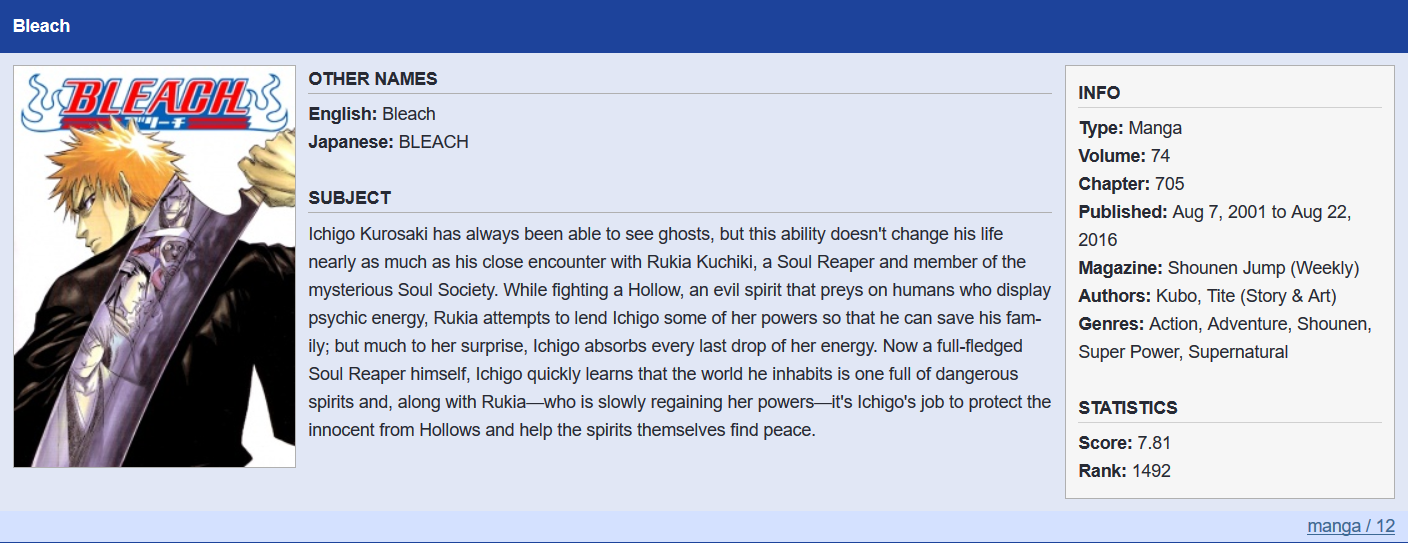 Bleach
BLEACH
ブリーチ
OTHER NAMES
English: Bleach
Japanese: BLEACH
SUBJECT
Ichigo Kurosaki has always been able to see ghosts, but this ability doesn't change his life
nearly as much as his close encounter with Rukia Kuchiki, a Soul Reaper and member of the
mysterious Soul Society. While fighting a Hollow, an evil spirit that preys on humans who display
psychic energy, Rukia attempts to lend Ichigo some of her powers so that he can save his fam-
ily; but much to her surprise, Ichigo absorbs every last drop of her energy. Now a full-fledged
Soul Reaper himself, Ichigo quickly learns that the world he inhabits is one full of dangerous
spirits and, along with Rukia—who is slowly regaining her powers—it's Ichigo's job to protect the
innocent from Hollows and help the spirits themselves find peace.
INFO
Type: Manga
Volume: 74
Chapter: 705
Published: Aug 7, 2001 to Aug 22,
2016
Magazine: Shounen Jump (Weekly)
Authors: Kubo, Tite (Story & Art)
Genres: Action, Adventure, Shounen,
Super Power, Supernatural
STATISTICS
Score: 7.81
Rank: 1492
manga / 12